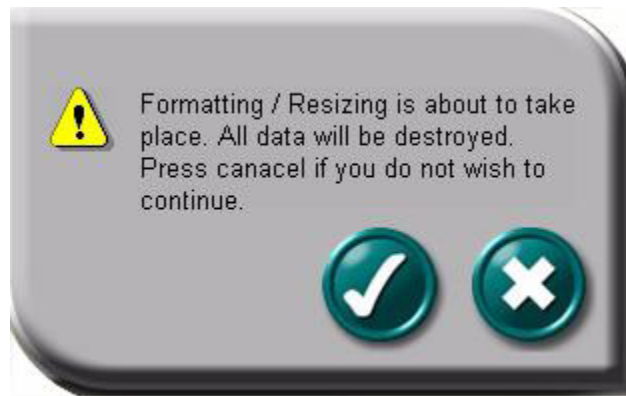 Formatting / Resizing is about to take
place. All data will be destroyed.
Press canacel if you do not wish to
continue.